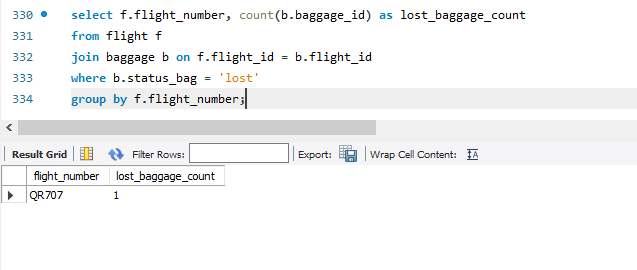 330 select f.flight_number, count(b.baggage_id) as lost_baggage_count
331 from flight f
332 join baggage b on f.flight_id = b.flight_id
333 where b.status_bag = 'lost'
334 group by f.flight_number;
Result Grid Filter Rows: Export: Wrap Cell Content: IA
flight_number lost_baggage_count
QR707 1